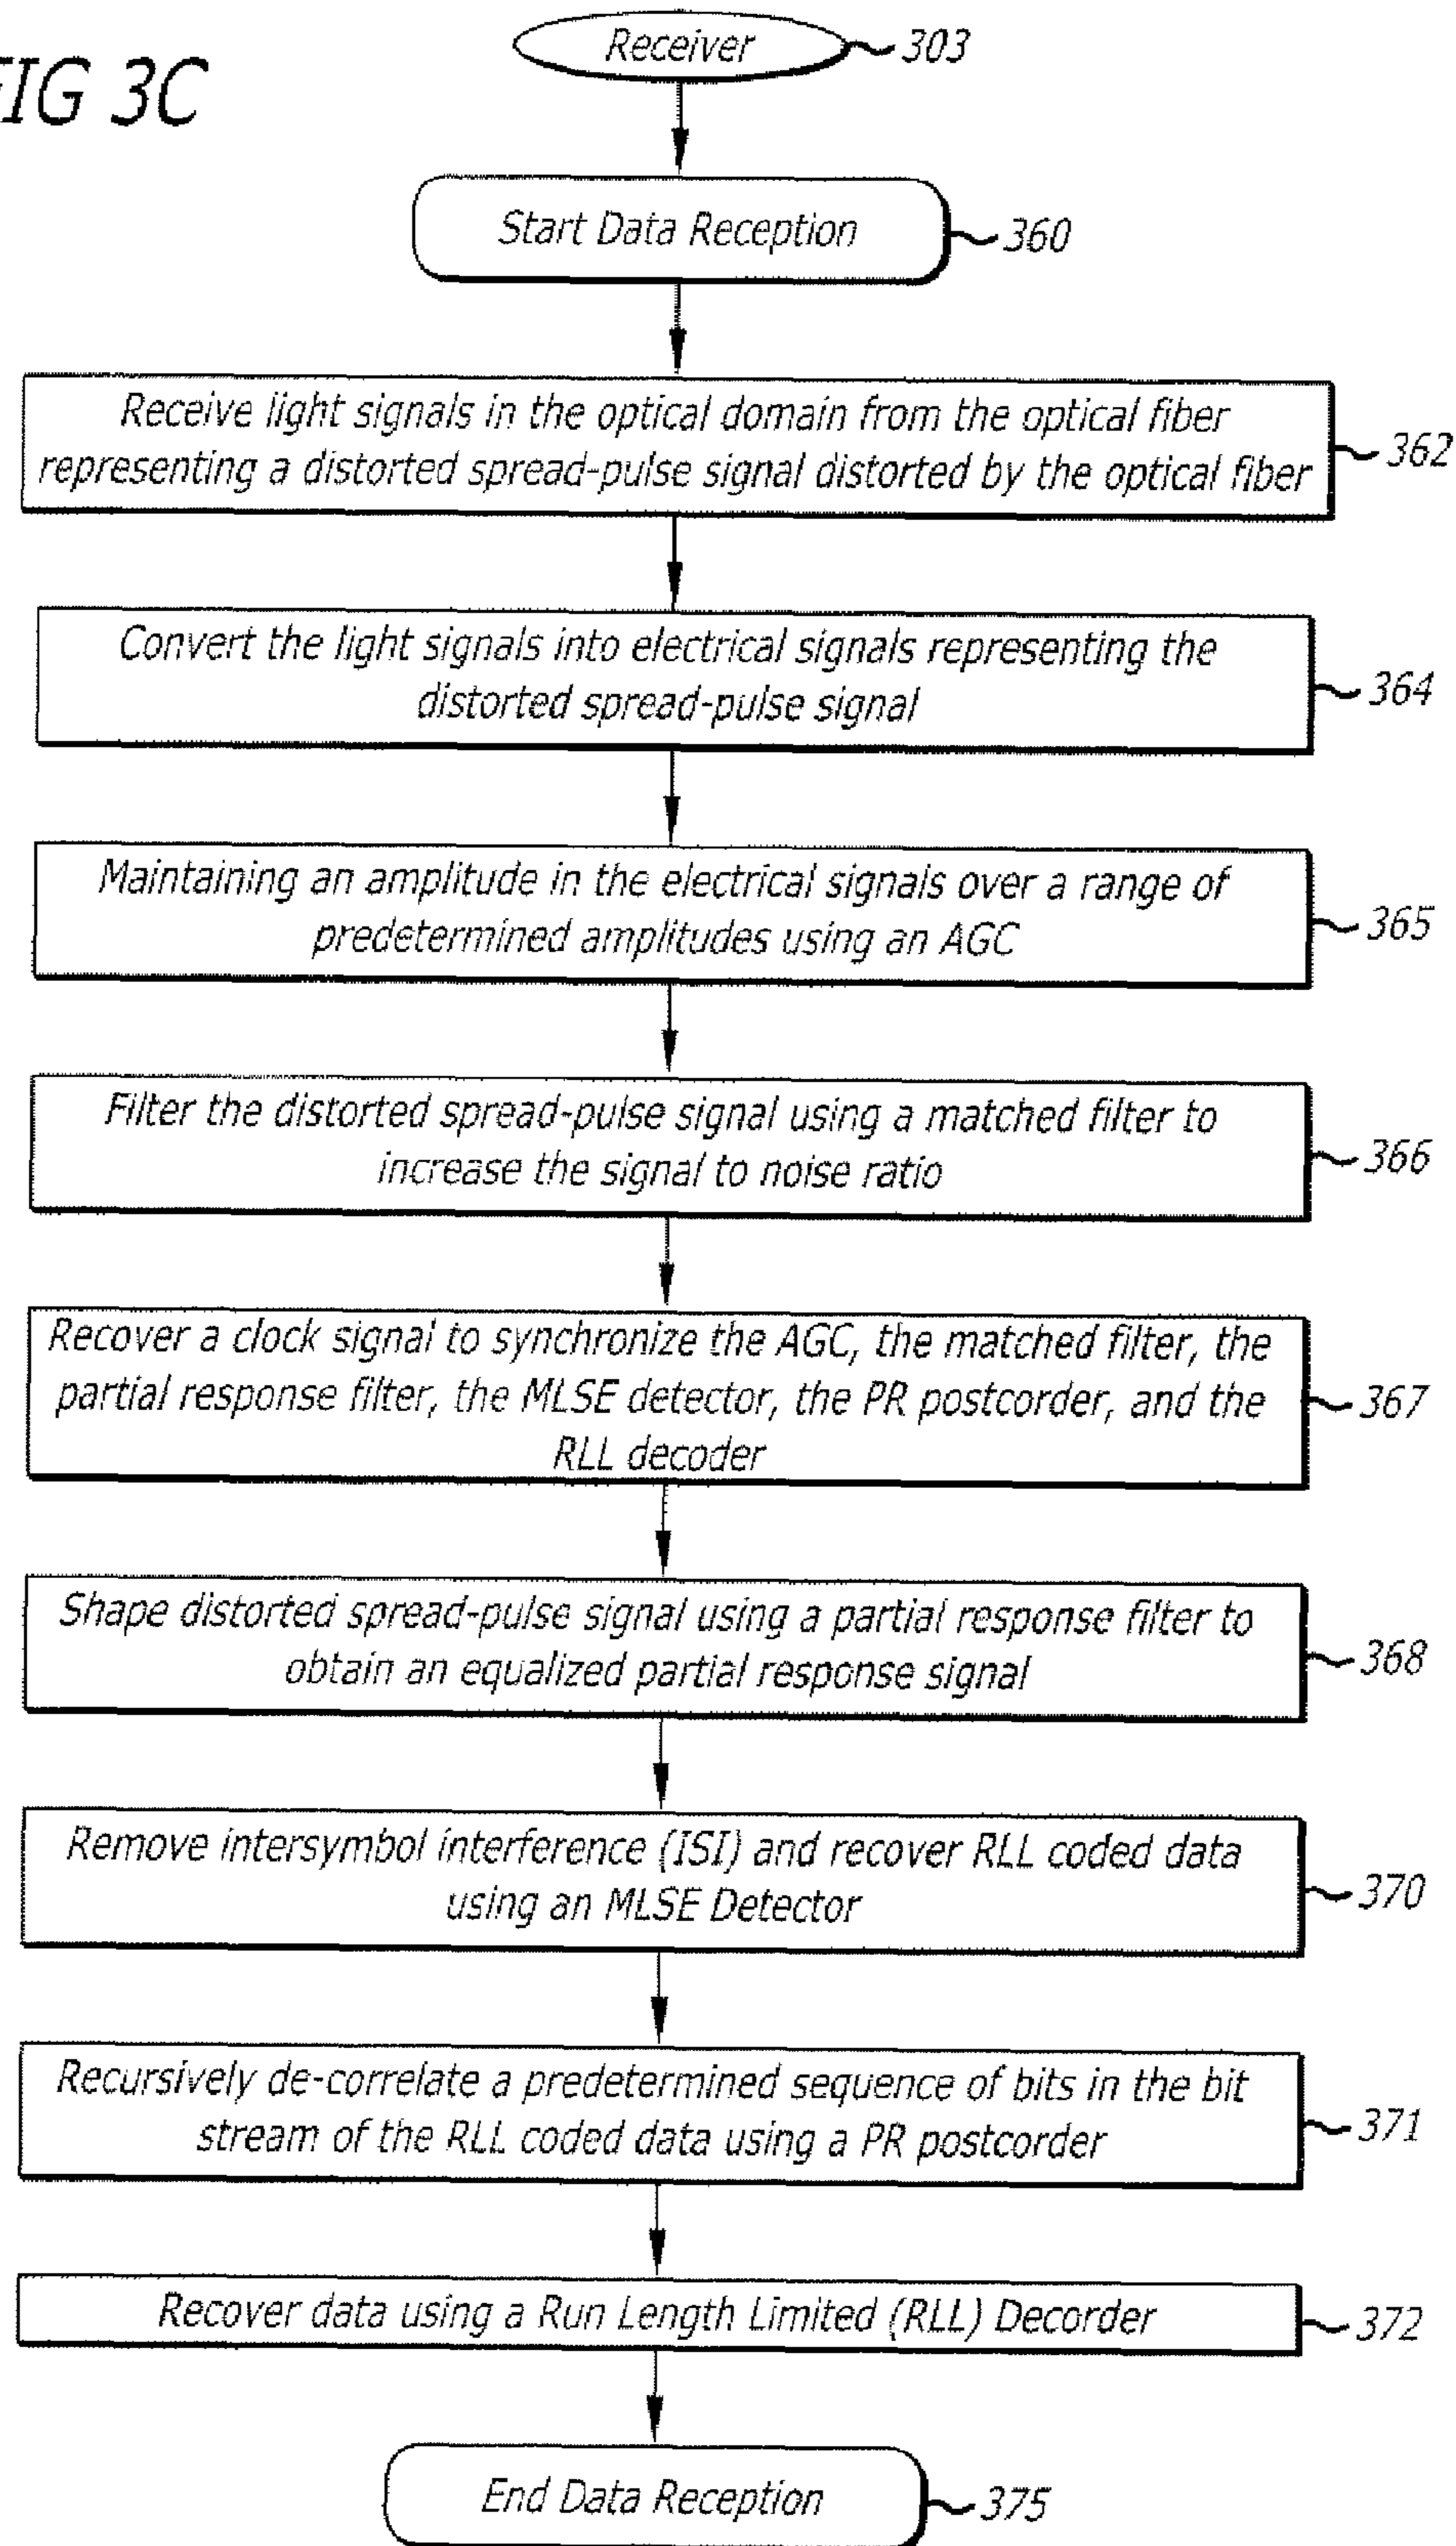 FIG 3C
Receiver
303
Start Data Reception
360
Receive light signals in the optical domain from the optical fiber
representing a distorted spread-pulse signal distorted by the optical fiber
362
Convert the light signals into electrical signals representing the
distorted spread-pulse signal
364
Maintaining an amplitude in the electrical signals over a range of
predetermined amplitudes using an AGC
365
Filter the distorted spread-pulse signal using a matched filter to
increase the signal to noise ratio
366
Recover a clock signal to synchronize the AGC, the matched filter, the
partial response filter, the MLSE detector, the PR postcorder, and the
RLL decoder
367
Shape distorted spread-pulse signal using a partial response filter to
obtain an equalized partial response signal
368
Remove intersymbol interference (ISI) and recover RLL coded data
using an MLSE Detector
370
Recursively de-correlate a predetermined sequence of bits in the bit
stream of the RLL coded data using a PR postcorder
371
Recover data using a Run Length Limited (RLL) Decorder
372
End Data Reception
375